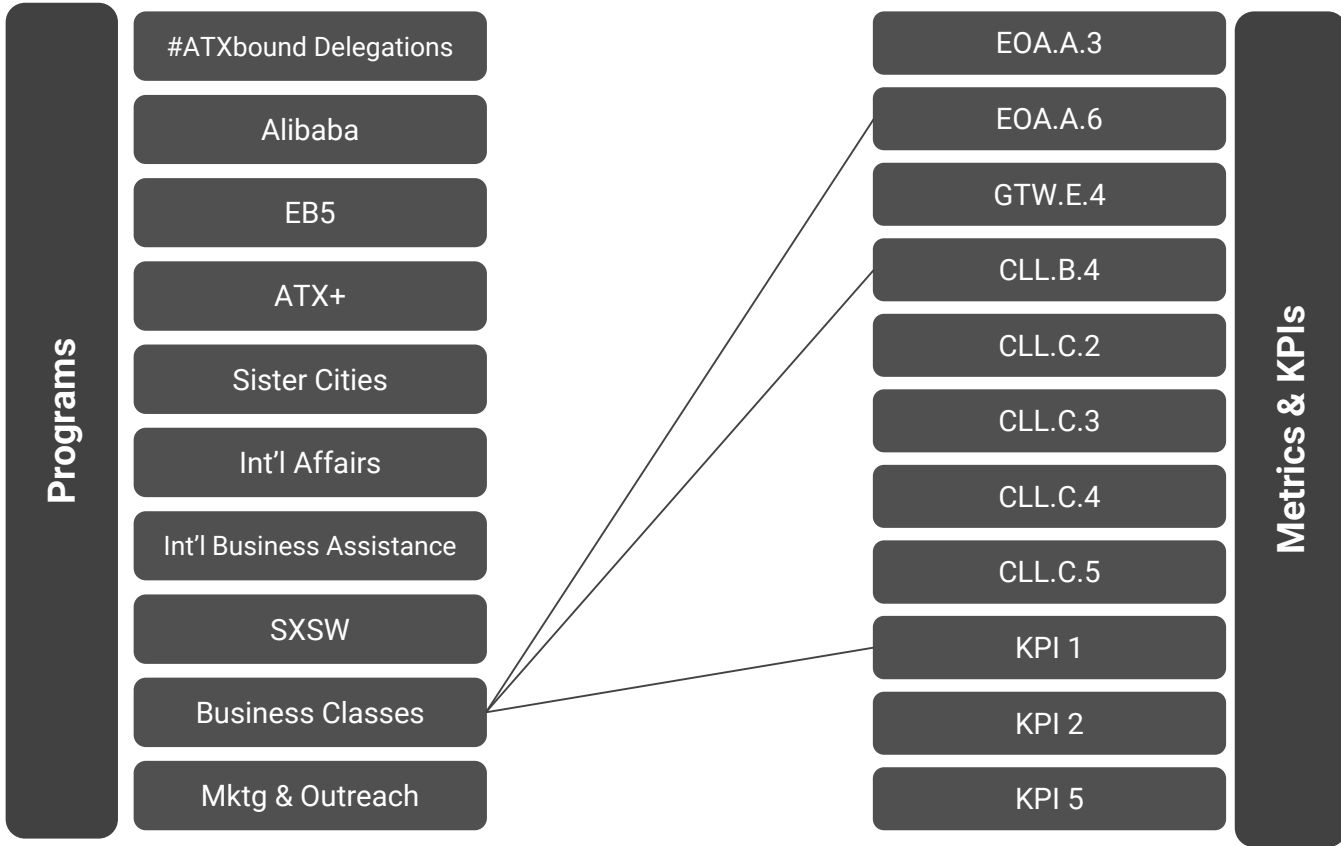 Programs
#ATXbound Delegations
Alibaba
EB5
ATX+
Sister Cities
Int’l Affairs
Int’l Business Assistance
SXSW
Business Classes
Mktg & Outreach
EOA.A.3
EOA.A.6
GTW.E.4
CLL.B.4
CLL.C.2
CLL.C.3
CLL.C.4
CLL.C.5
KPI 1
KPI 2
KPI 5
Metrics & KPIs